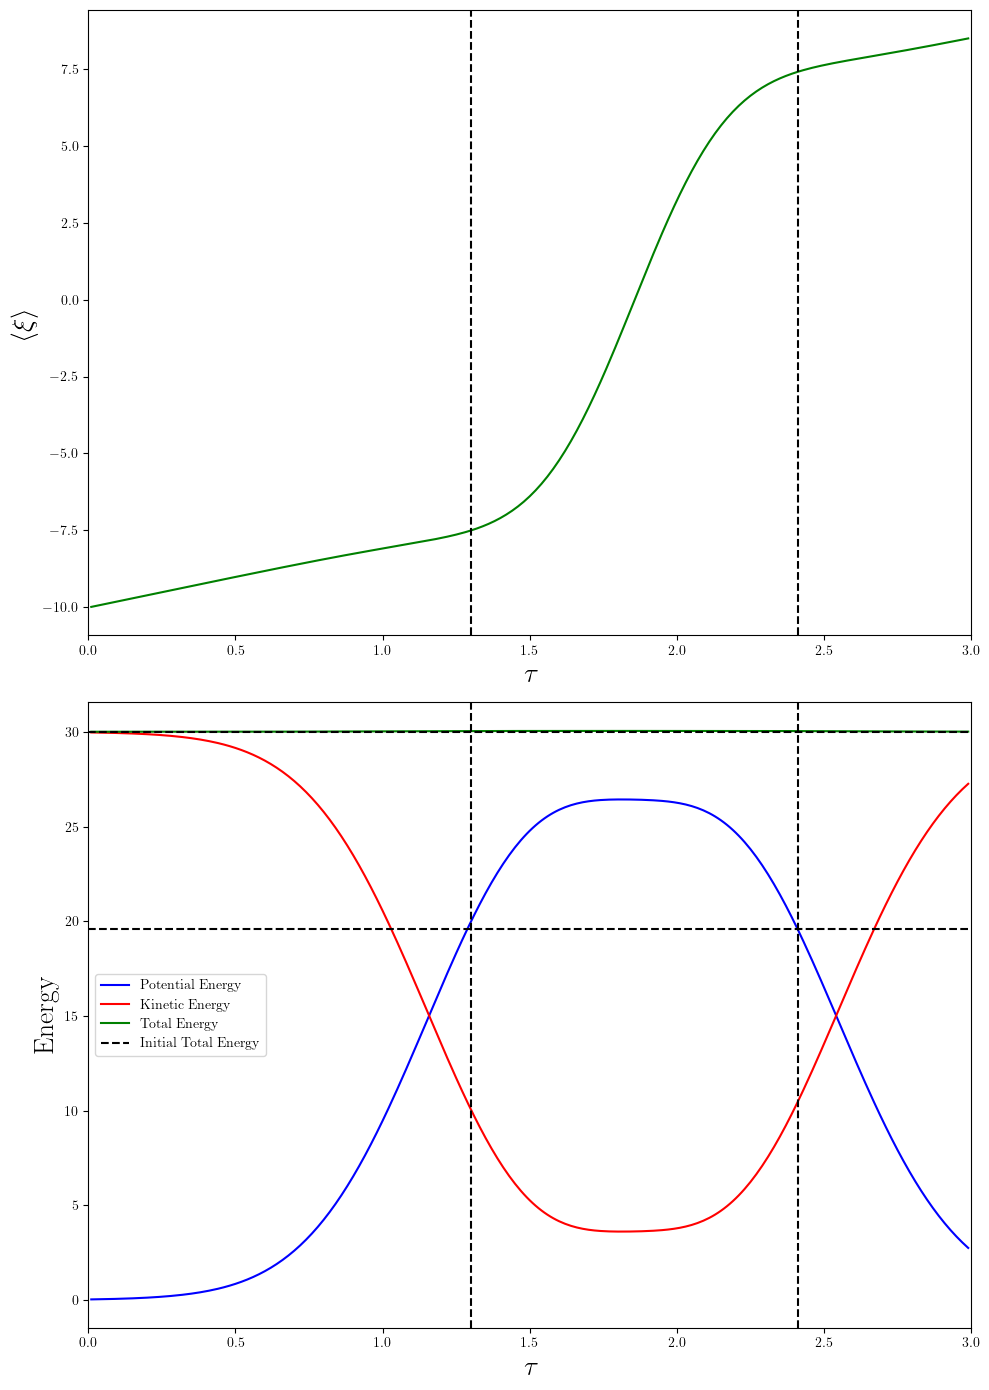 7.5
5.0
2.5
0.0
−2.5
−5.0
−7.5
−10.0
⟨ξ⟩
0.0 0.5 1.0 1.5 2.0 2.5 3.0
τ
30
25
20
15
10
5
0
Energy
Potential Energy
Kinetic Energy
Total Energy
Initial Total Energy
0.0 0.5 1.0 1.5 2.0 2.5 3.0
τ